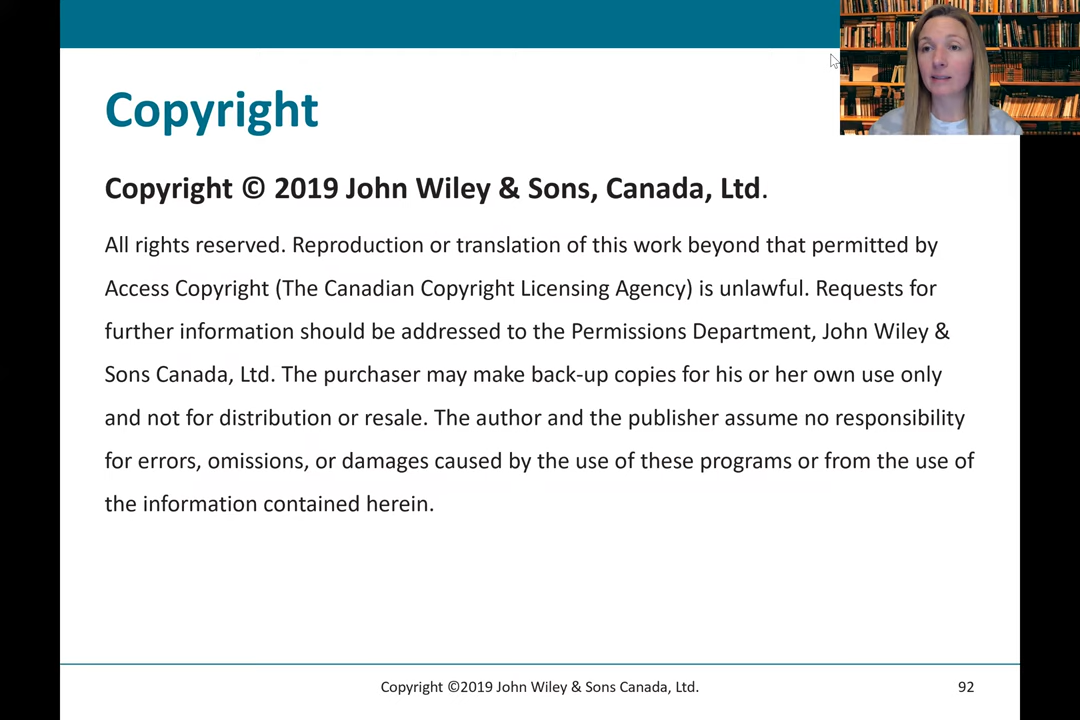 Copyright
Copyright © 2019 John Wiley & Sons, Canada, Ltd.
All rights reserved. Reproduction or translation of this work beyond that permitted by
Access Copyright (The Canadian Copyright Licensing Agency) is unlawful. Requests for
further information should be addressed to the Permissions Department, John Wiley &
Sons Canada, Ltd. The purchaser may make back-up copies for his or her own use only
and not for distribution or resale. The author and the publisher assume no responsibility
for errors, omissions, or damages caused by the use of these programs or from the use of
the information contained herein.
Copyright ©2019 John Wiley & Sons Canada, Ltd.
92